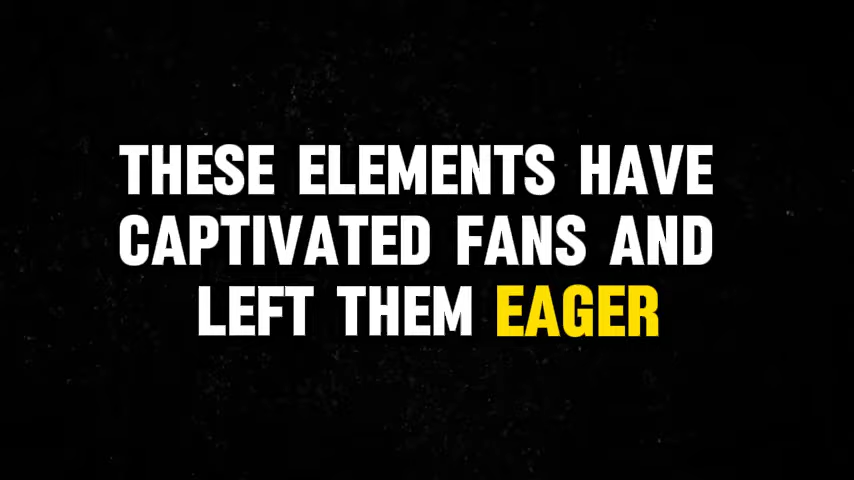 THESE ELEMENTS HAVE
CAPTIVATED FANS AND
LEFT THEM EAGER